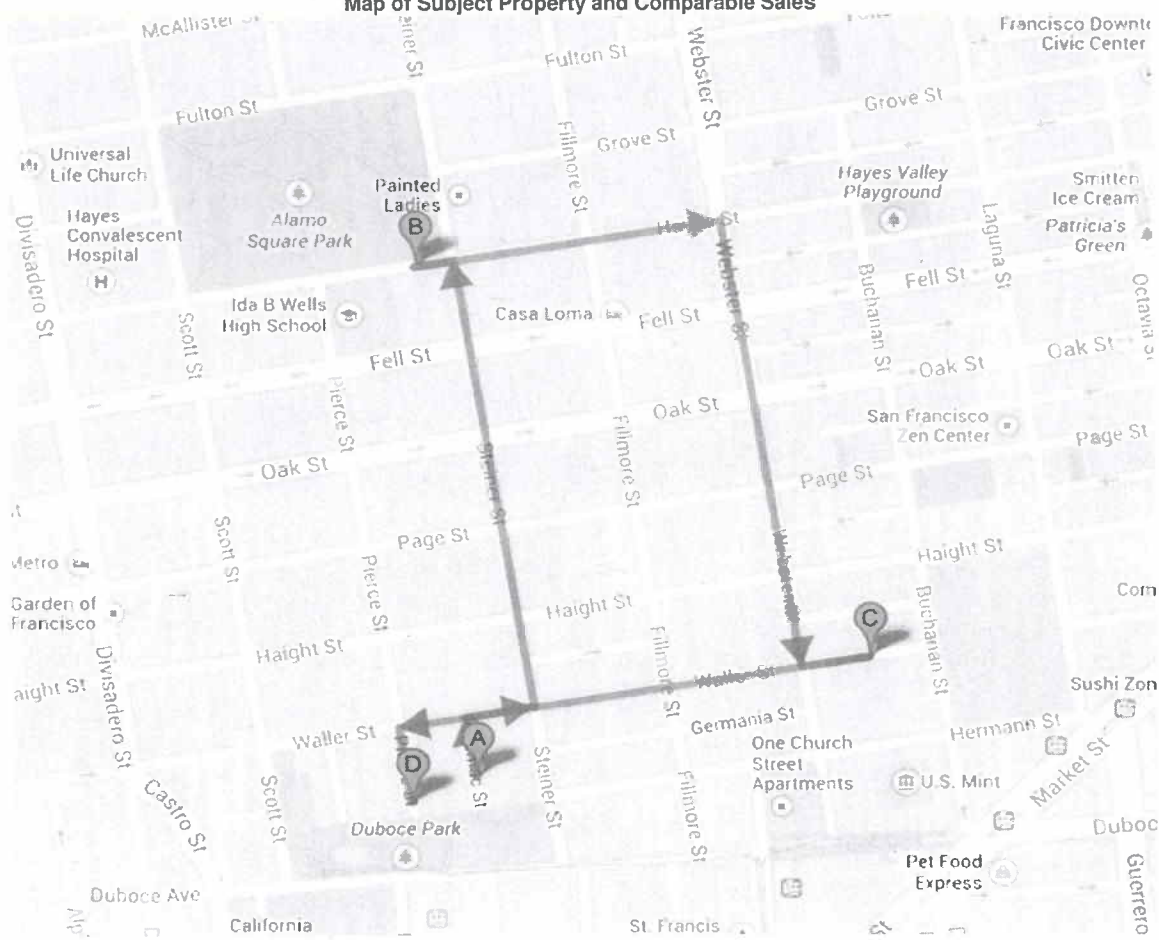 Map of Subject Property and Comparable Sales
McAllister St
Webster St
Fulton St
Francisco Downt
Civic Center
Fulton St
Grove St
Grove St
Fillmore St
Universal
Life Church
Painted
Ladies
Hayes Valley
Playground
Smitten
Ice Cream
Patricia's
Green
Alamo
Square Park
B
St
Hayes
Convalescent
Hospital
H
Divisadero St
Laguna St
Webster St
Buchanan St
Fell St
Ida B Wells
High School
Casa Loma
Fell St
Scott St
Fell St
Oak St
Oak St
Pierce St
Oak St
Fillmore St
San Francisco
Zen Center
Page St
Oak St
Steiner St
Page St
Scott St
Page St
Haight St
Metro
Pierce St
Garden of
Francisco
Haight St
Buchanan St
Com
C
Divisadero St
Haight St
Fillmore St
Waller St
aight St
Sushi Zon
Germania St
Hermann St
Waller St
A
D
Steiner St
One Church
Street
Apartments
U.S. Mint
Market St
Castro St
Scott St
Fillmore St
Duboce Park
Duboc
Pet Food
Express
Guerrero
Duboce Ave
California
St. Francis